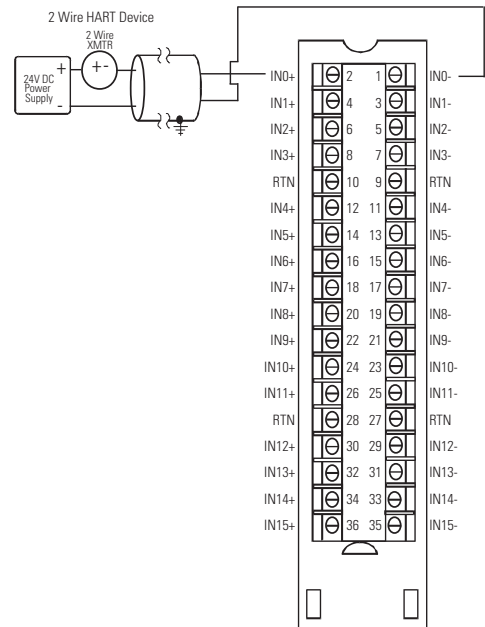 2 Wire HART Device
2 Wire
XMTR
+ -
+
24V DC
Power
Supply
-
IN0+ 2 1 IN0-
IN1+ 4 3 IN1-
IN2+ 6 5 IN2-
IN3+ 8 7 IN3-
RTN 10 9 RTN
IN4+ 12 11 IN4-
IN5+ 14 13 IN5-
IN6+ 16 15 IN6-
IN7+ 18 17 IN7-
IN8+ 20 19 IN8-
IN9+ 22 21 IN9-
IN10+ 24 23 IN10-
IN11+ 26 25 IN11-
RTN 28 27 RTN
IN12+ 30 29 IN12-
IN13+ 32 31 IN13-
IN14+ 34 33 IN14-
IN15+ 36 35 IN15-